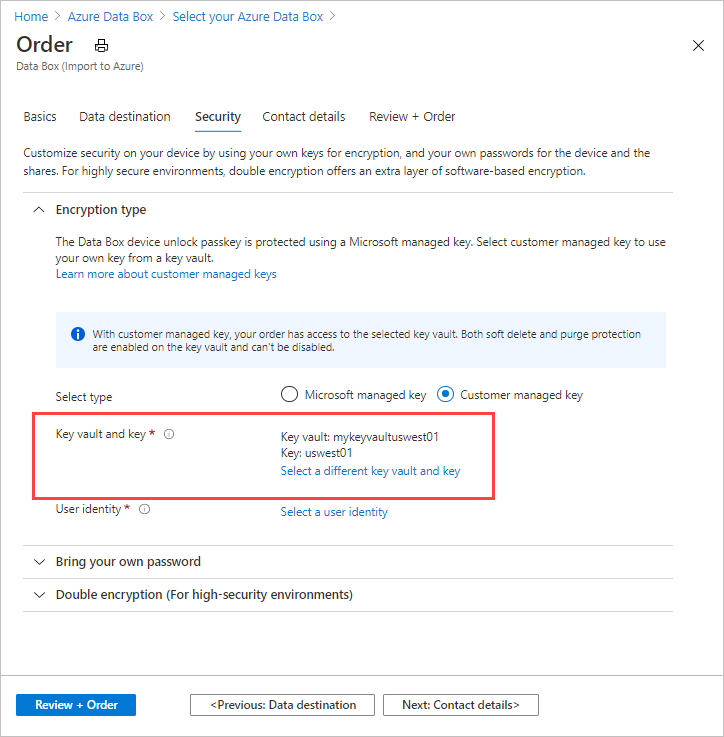 Home > Azure Data Box > Select your Azure Data Box >
Order
Data Box (Import to Azure)
Basics Data destination Security Contact details Review + Order
Customize security on your device by using your own keys for encryption, and your own passwords for the device and the
shares. For highly secure environments, double encryption offers an extra layer of software-based encryption.
Encryption type
The Data Box device unlock passkey is protected using a Microsoft managed key. Select customer managed key to use
your own key from a key vault.
Learn more about customer managed keys
With customer managed key, your order has access to the selected key vault. Both soft delete and purge protection
are enabled on the key vault and can't be disabled.
Select type Microsoft managed key Customer managed key
Key vault and key * Key vault: mykeyvaultuswest01
Key: uswest01
Select a different key vault and key
User identity * Select a user identity
Bring your own password
Double encryption (For high-security environments)
Review + Order <Previous: Data destination Next: Contact details>